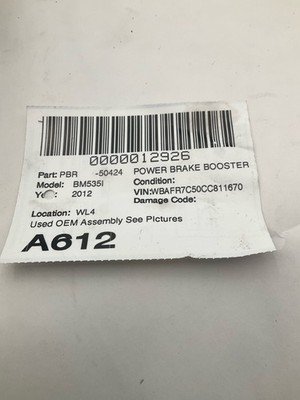 0000012926
Part: PBR -50424 POWER BRAKE BOOSTER
Model: BM535I Condition:
2012 VIN:WBAFR7C50CC811670
Damage Code:
Location: WL4
Used OEM Assembly See Pictures
A612